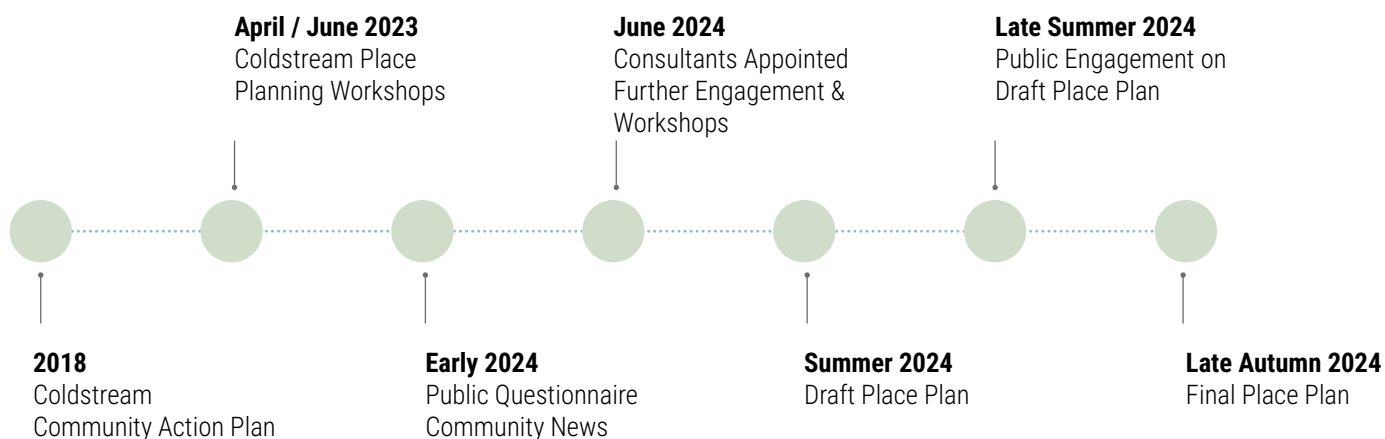 April / June 2023
Coldstream Place
Planning Workshops
June 2024
Consultants Appointed
Further Engagement &
Workshops
Late Summer 2024
Public Engagement on
Draft Place Plan
2018
Coldstream
Community Action Plan
Early 2024
Public Questionnaire
Community News
Summer 2024
Draft Place Plan
Late Autumn 2024
Final Place Plan